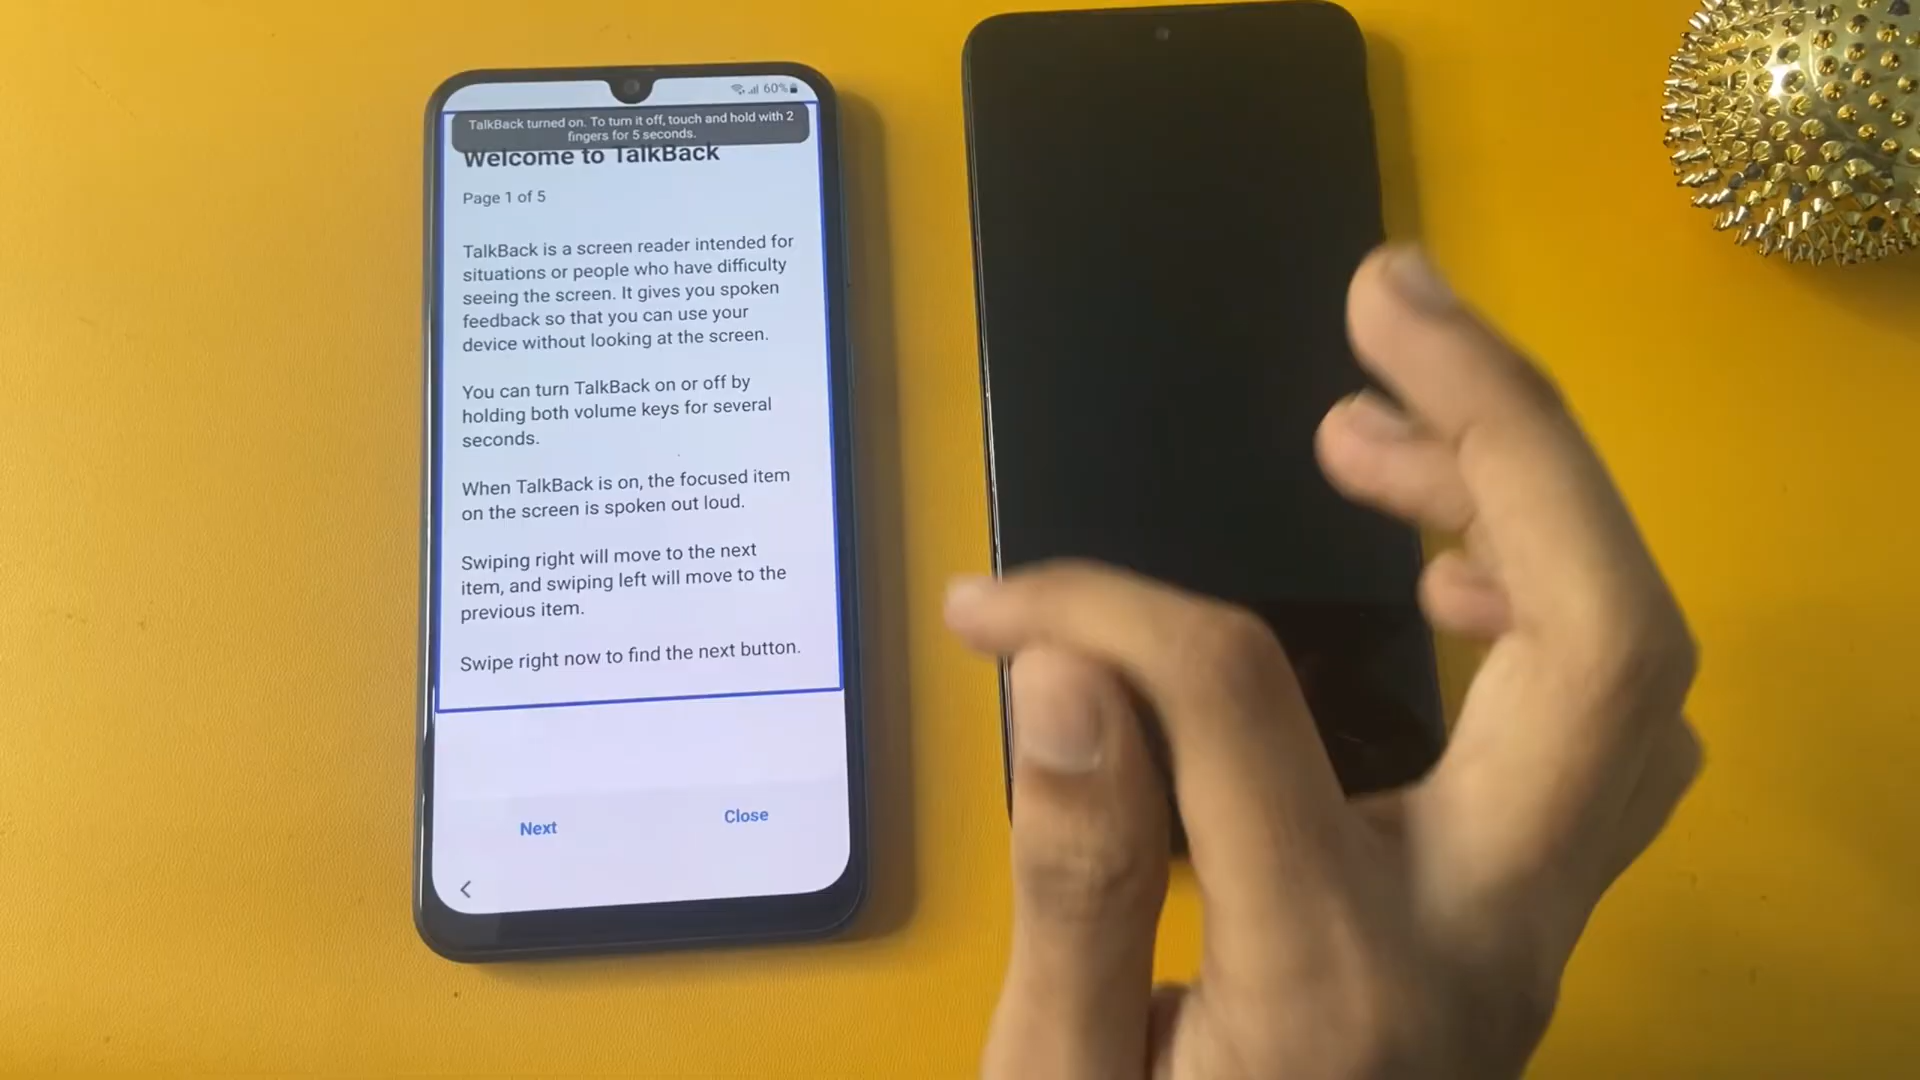 60%
TalkBack turned on. To turn it off, touch and hold with 2
fingers for 5 seconds.
Welcome to TalkBack
Page 1 of 5
TalkBack is a screen reader intended for
situations or people who have difficulty
seeing the screen. It gives you spoken
feedback so that you can use your
device without looking at the screen.
You can turn TalkBack on or off by
holding both volume keys for several
seconds.
When TalkBack is on, the focused item
on the screen is spoken out loud.
Swiping right will move to the next
item, and swiping left will move to the
previous item.
Swipe right now to find the next button.
Next
Close